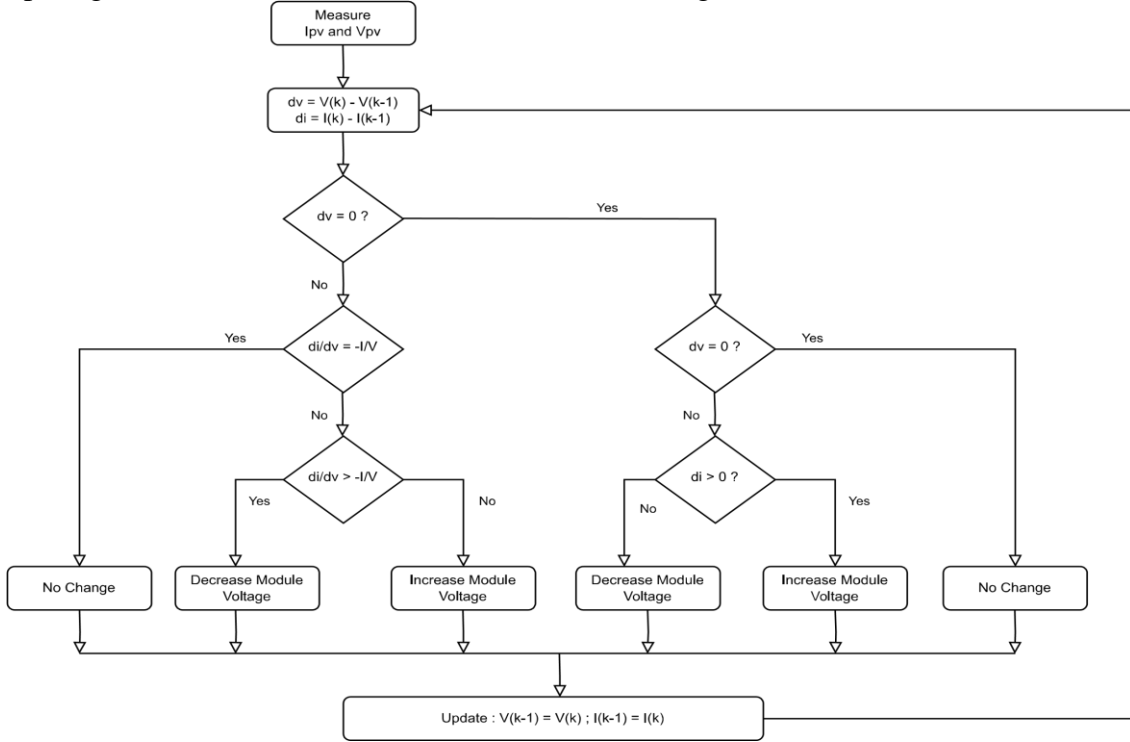 Measure
Ipv and Vpv
dv = V(k) - V(k-1)
di = I(k) - I(k-1)
dv = 0 ?
Yes
No
Yes
di/dv = -I/V
dv = 0 ?
Yes
No
No
di/dv > -I/V
di > 0 ?
Yes
No
No
Yes
No Change
Decrease Module
Voltage
Increase Module
Voltage
Decrease Module
Voltage
Increase Module
Voltage
No Change
Update : V(k-1) = V(k) ; I(k-1) = I(k)